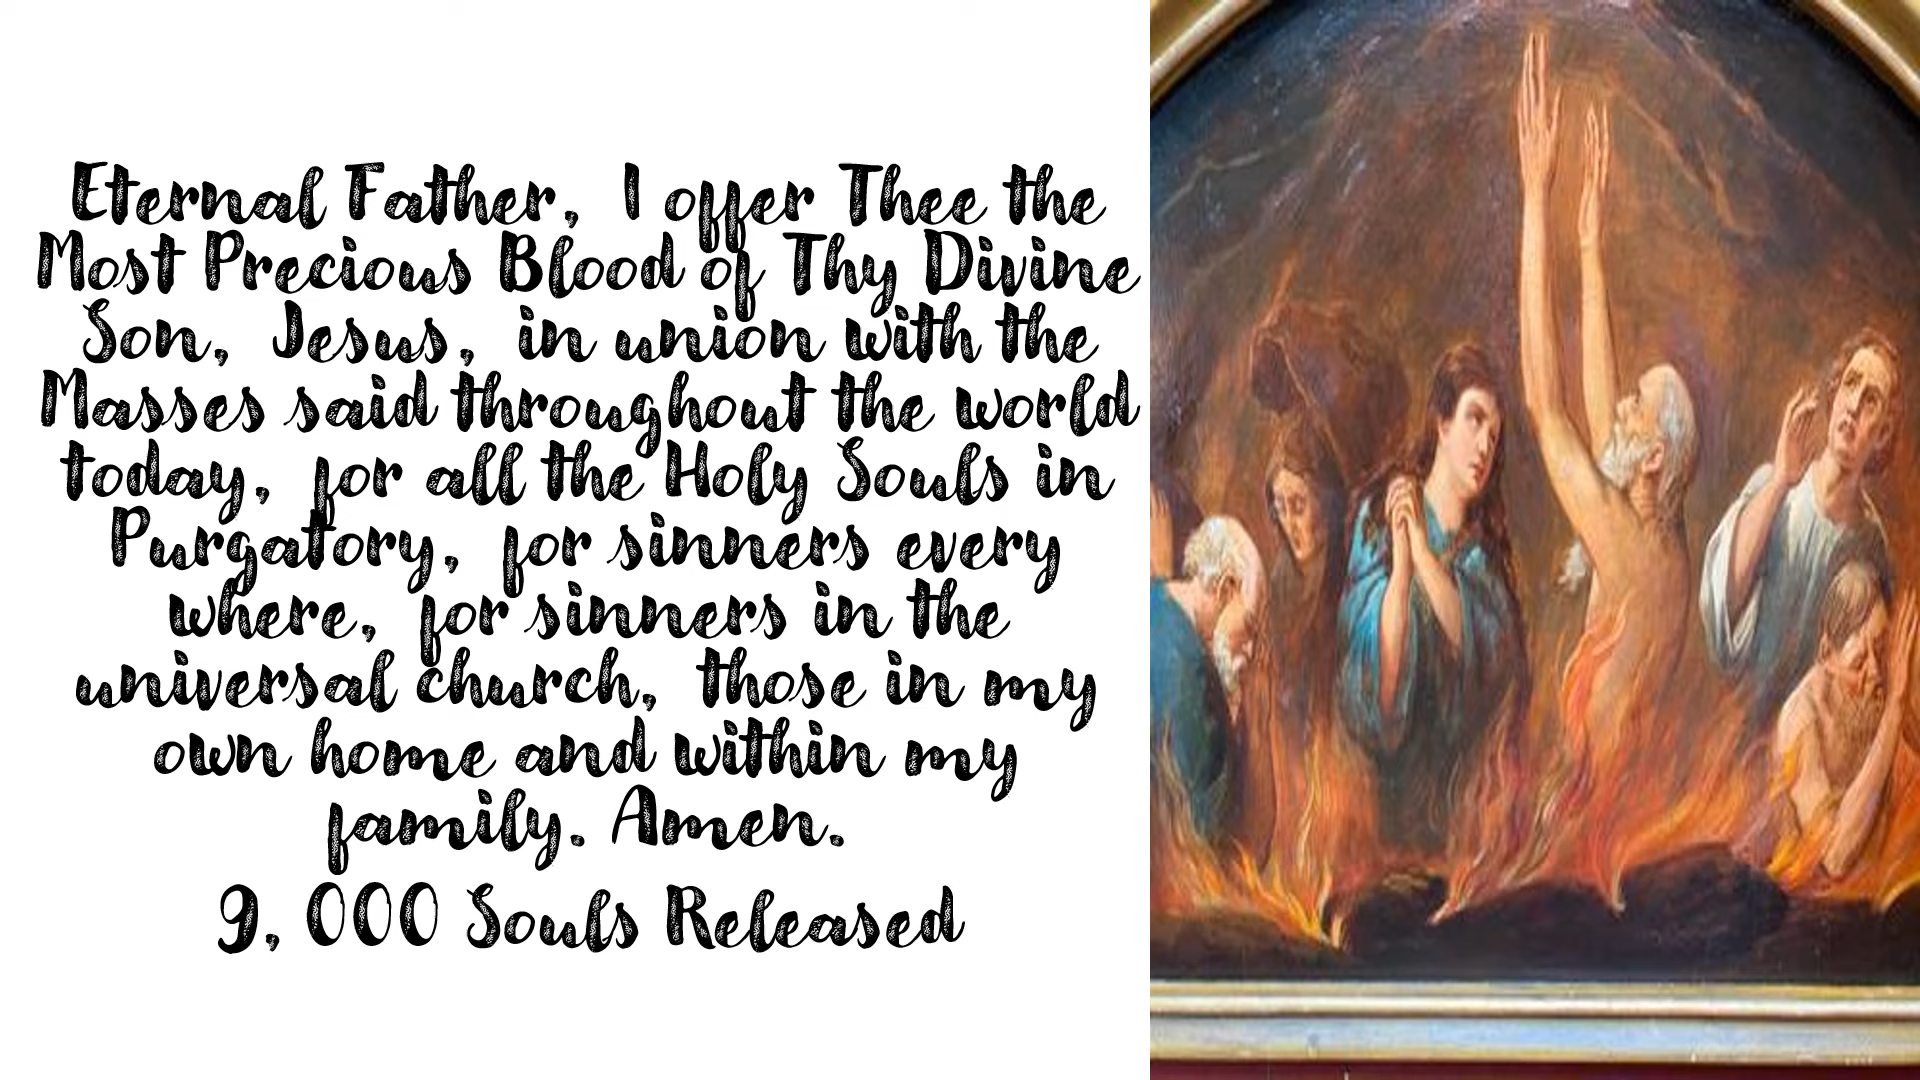 Eternal Father, I offer Thee the
Most Precious Blood of Thy Divine
Son, Jesus, in union with the
Masses said throughout the world
today, for all the Holy Souls in
Purgatory, for sinners every
where, for sinners in the
universal church, those in my
own home and within my
family. Amen.
9, 000 Souls Released